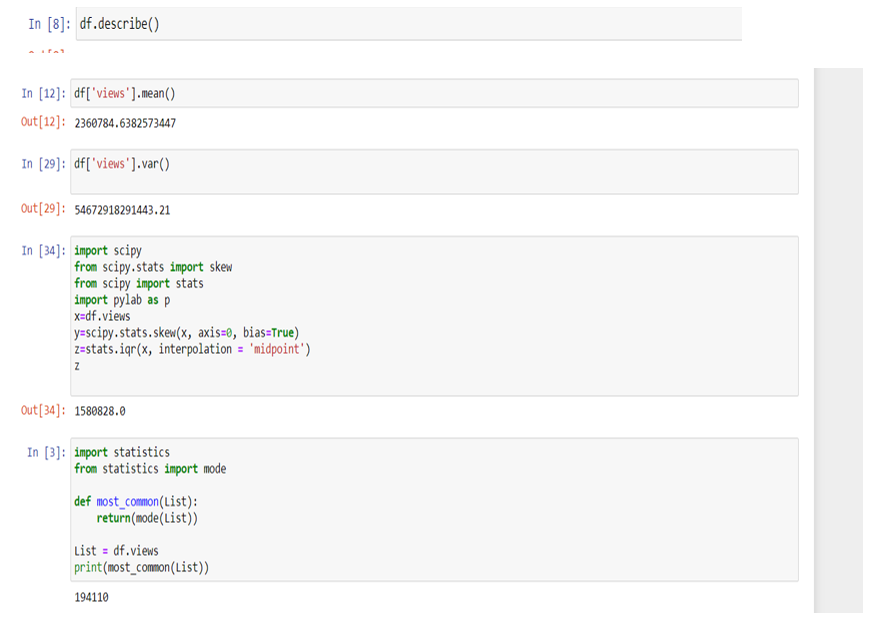 In [8]: df.describe()
In [12]: df['views'].mean()
Out[12]: 2360784.6382573447
In [29]: df['views'].var()
Out[29]: 54672918291443.21
In [34]: import scipy
from scipy.stats import skew
from scipy import stats
import pylab as p
x=df.views
y=scipy.stats.skew(x, axis=0, bias=True)
z=stats.iqr(x, interpolation = 'midpoint')
z
Out[34]: 1580828.0
In [3]: import statistics
from statistics import mode
def most_common(List):
    return(mode(List))
List = df.views
print(most_common(List))
194110